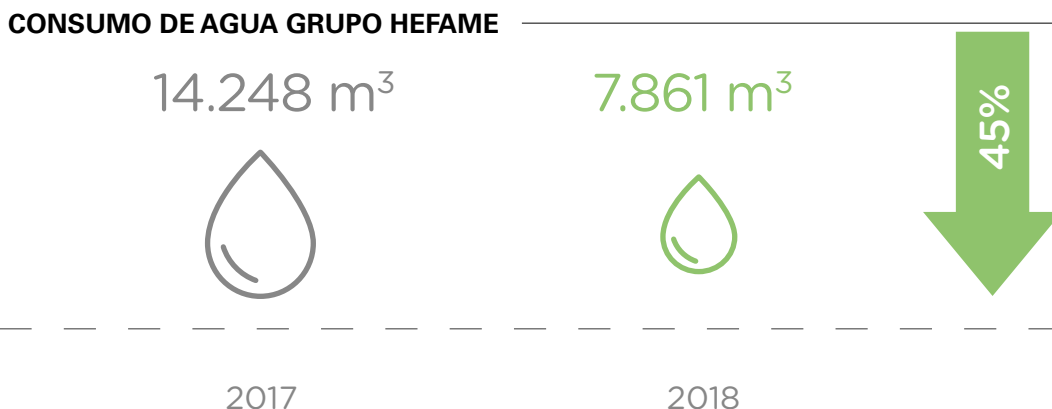 CONSUMO DE AGUA GRUPO HEFAME
14.248 m³
7.861 m³
45%
2017
2018